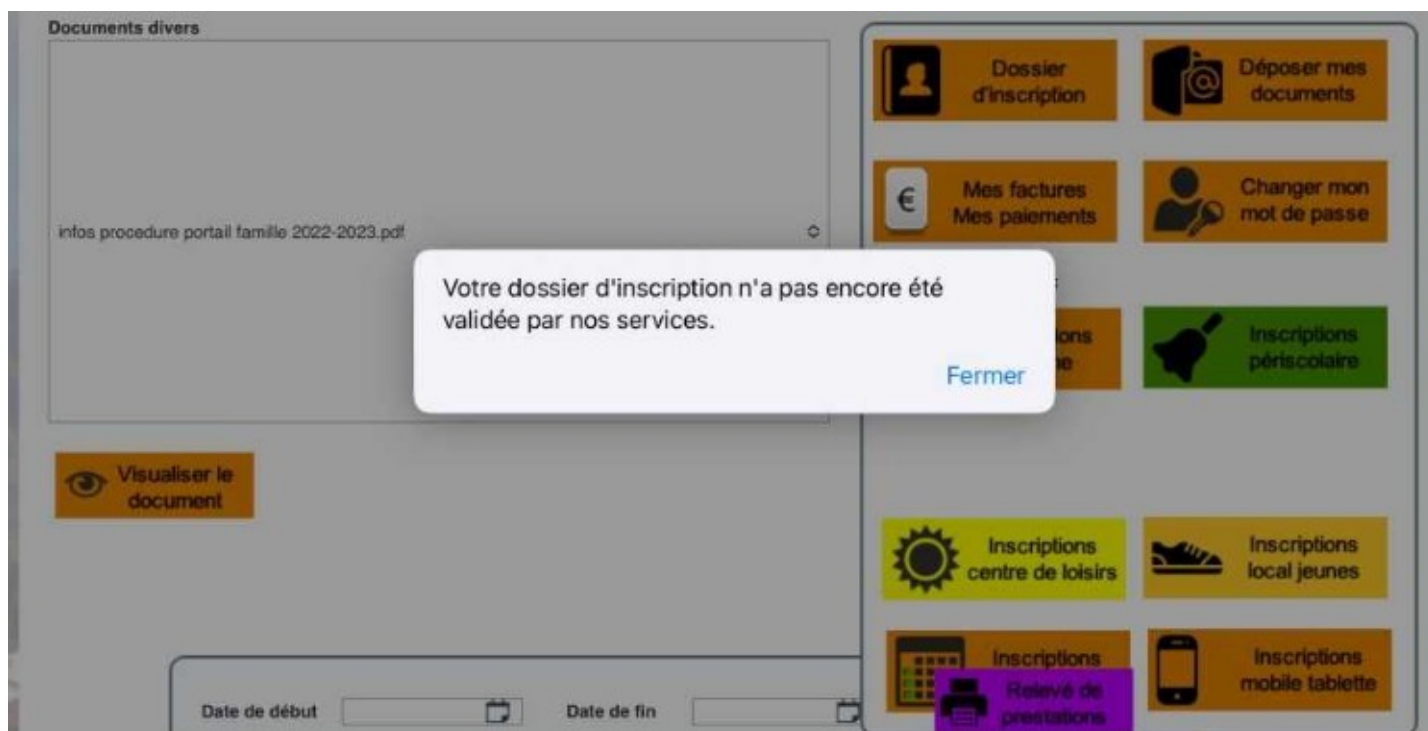 Documents divers
infos procedure portail famille 2022-2023.pdf
Visualiser le
document
Votre dossier d'inscription n'a pas encore été
validée par nos services.
Fermer
Dossier
d'inscription
Déposer mes
documents
€
Mes factures
Mes paiements
Changer mon
mot de passe
Inscriptions
périscolaire
Inscriptions
centre de loisirs
Inscriptions
local jeunes
Inscriptions
Relevé de
prestations
Inscriptions
mobile tablette
Date de début
Date de fin